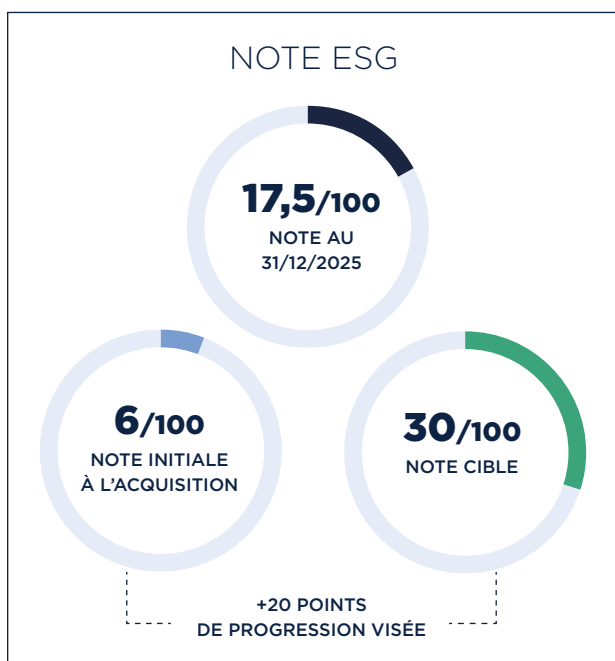 NOTE ESG
17,5/100
NOTE AU
31/12/2025
6/100
NOTE INITIALE
À L'ACQUISITION
30/100
NOTE CIBLE
+20 POINTS
DE PROGRESSION VISÉE